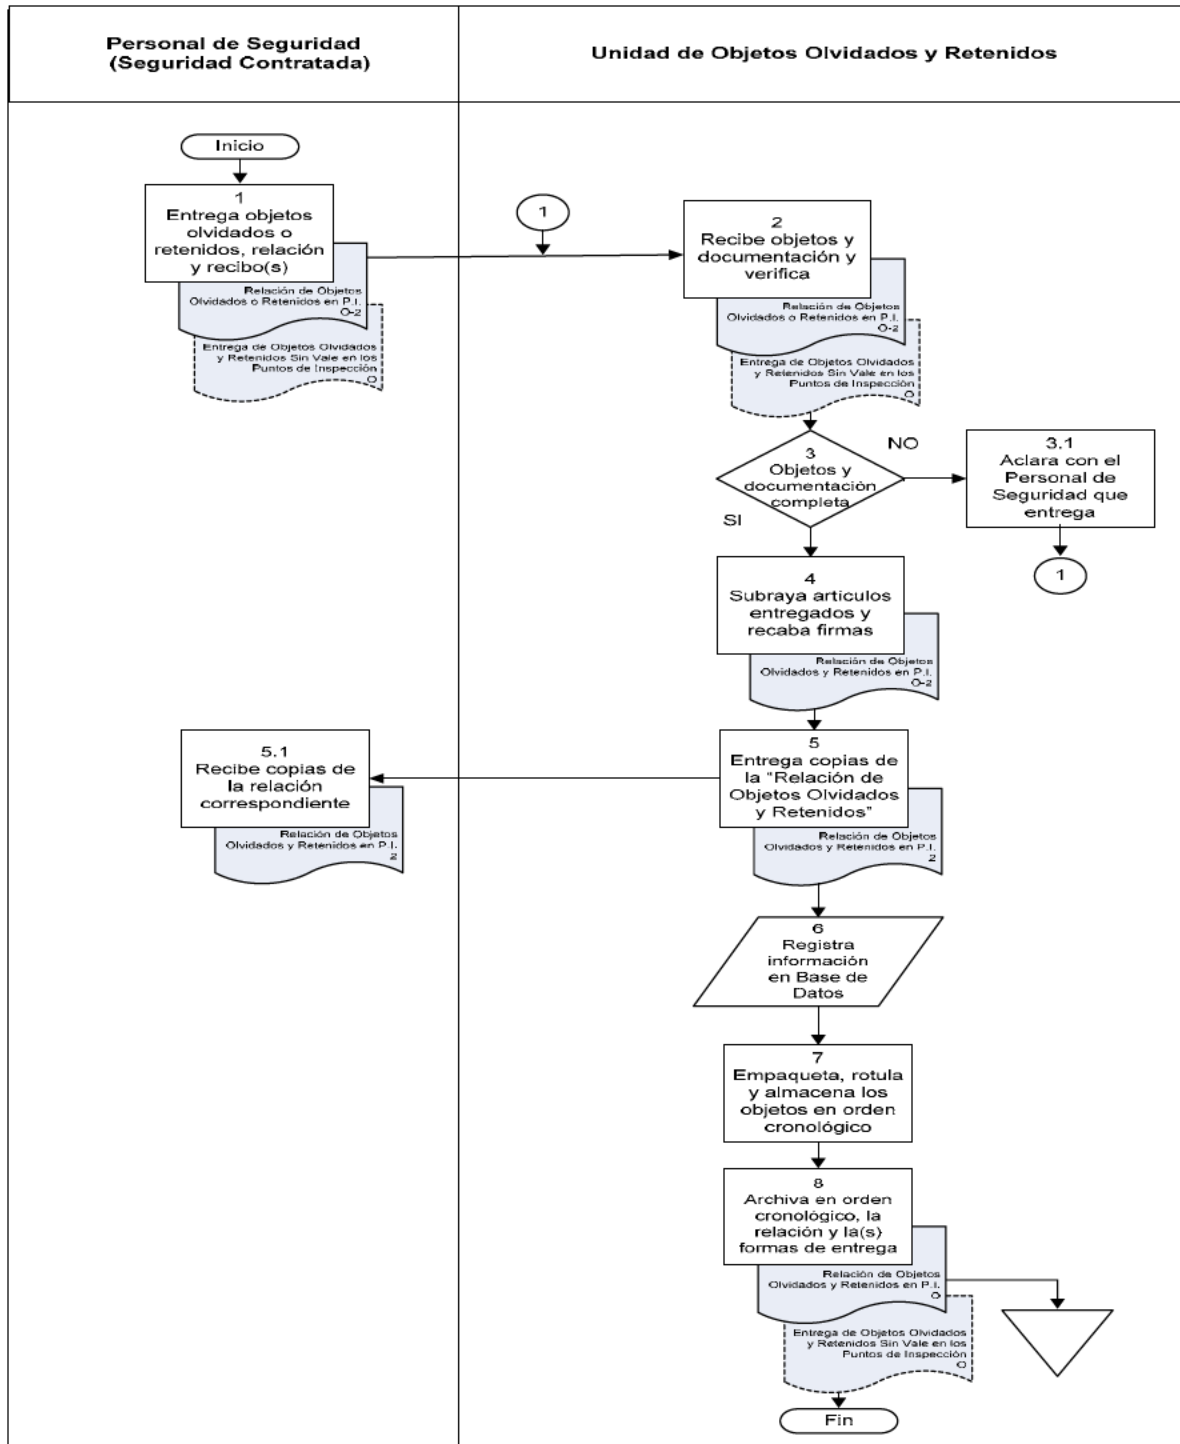 Personal de Seguridad
(Seguridad Contratada)
Unidad de Objetos Olvidados y Retenidos
Inicio
1
Entrega objetos
olvidados o
retenidos, relación
y recibo(s)
Relación de Objetos
Olvidados o Retenidos en P.I.
O-2
Entrega de Objetos Olvidados
y Retenidos Sin Vale en los
Puntos de Inspección
O
1
2
Recibe objetos y
documentación y
verifica
Relación de Objetos
Olvidados o Retenidos en P.I.
O-2
Entrega de Objetos Olvidados
y Retenidos Sin Vale en los
Puntos de Inspección
O
3
Objetos y
documentación
completa
NO
SI
3.1
Aclara con el
Personal de
Seguridad que
entrega
1
4
Subraya artículos
entregados y
recaba firmas
Relación de Objetos
Olvidados y Retenidos en P.I.
O-2
5
Entrega copias de
la "Relación de
Objetos Olvidados
y Retenidos"
Relación de Objetos
Olvidados y Retenidos en P.I.
2
5.1
Recibe copias de
la relación
correspondiente
Relación de Objetos
Olvidados y Retenidos en P.I.
2
6
Registra
información
en Base de
Datos
7
Empaqueta, rotula
y almacena los
objetos en orden
cronológico
8
Archiva en orden
cronológico, la
relación y la(s)
formas de entrega
Relación de Objetos
Olvidados y Retenidos en P.I.
O
Entrega de Objetos Olvidados
y Retenidos Sin Vale en los
Puntos de Inspección
O
Fin